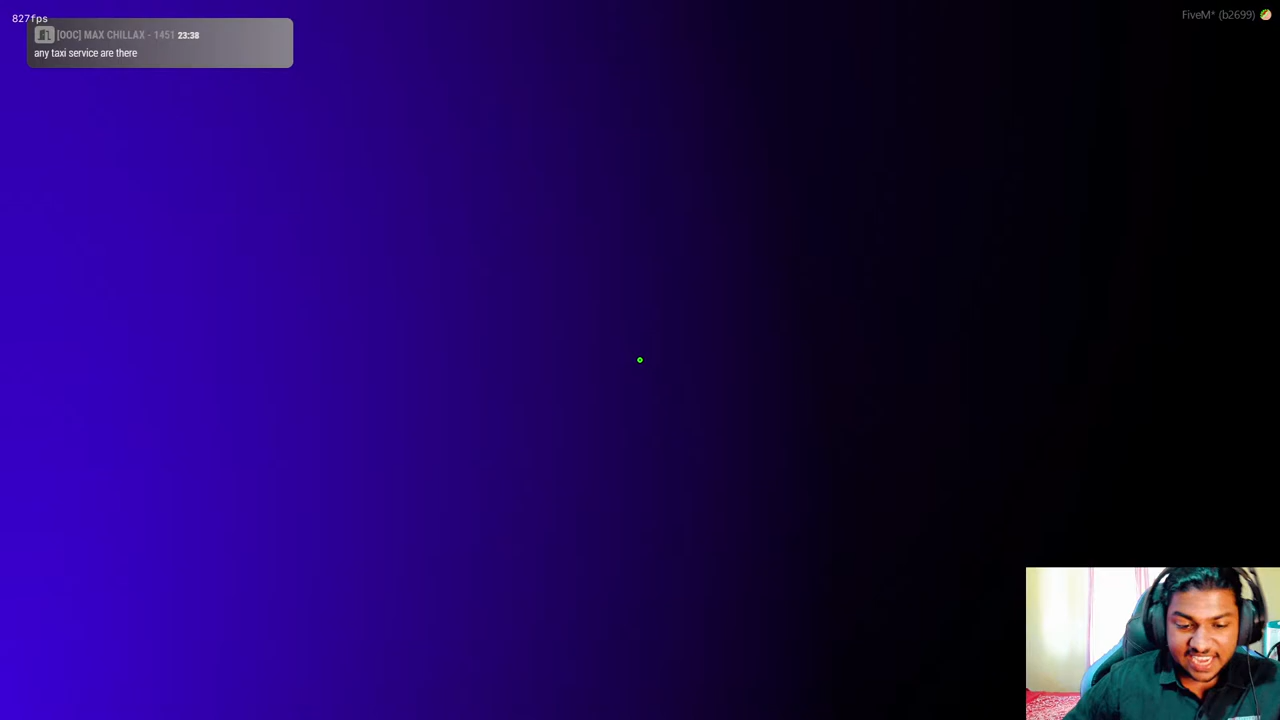 827fps
FiveM* (b2699)
[OOC] MAX CHILLAX - 1451 23:38
any taxi service are there